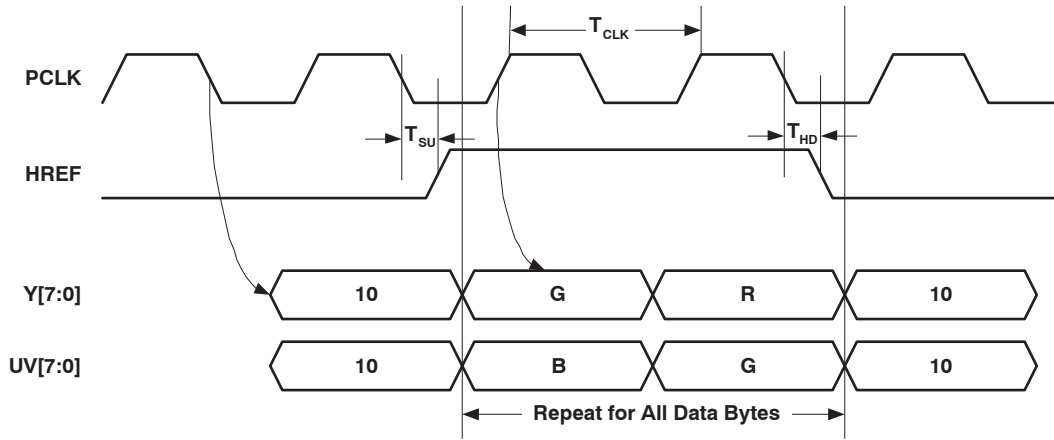 T_CLK
PCLK
T_SU
T_HD
HREF
Y[7:0] 10 G R 10
UV[7:0] 10 B G 10
Repeat for All Data Bytes